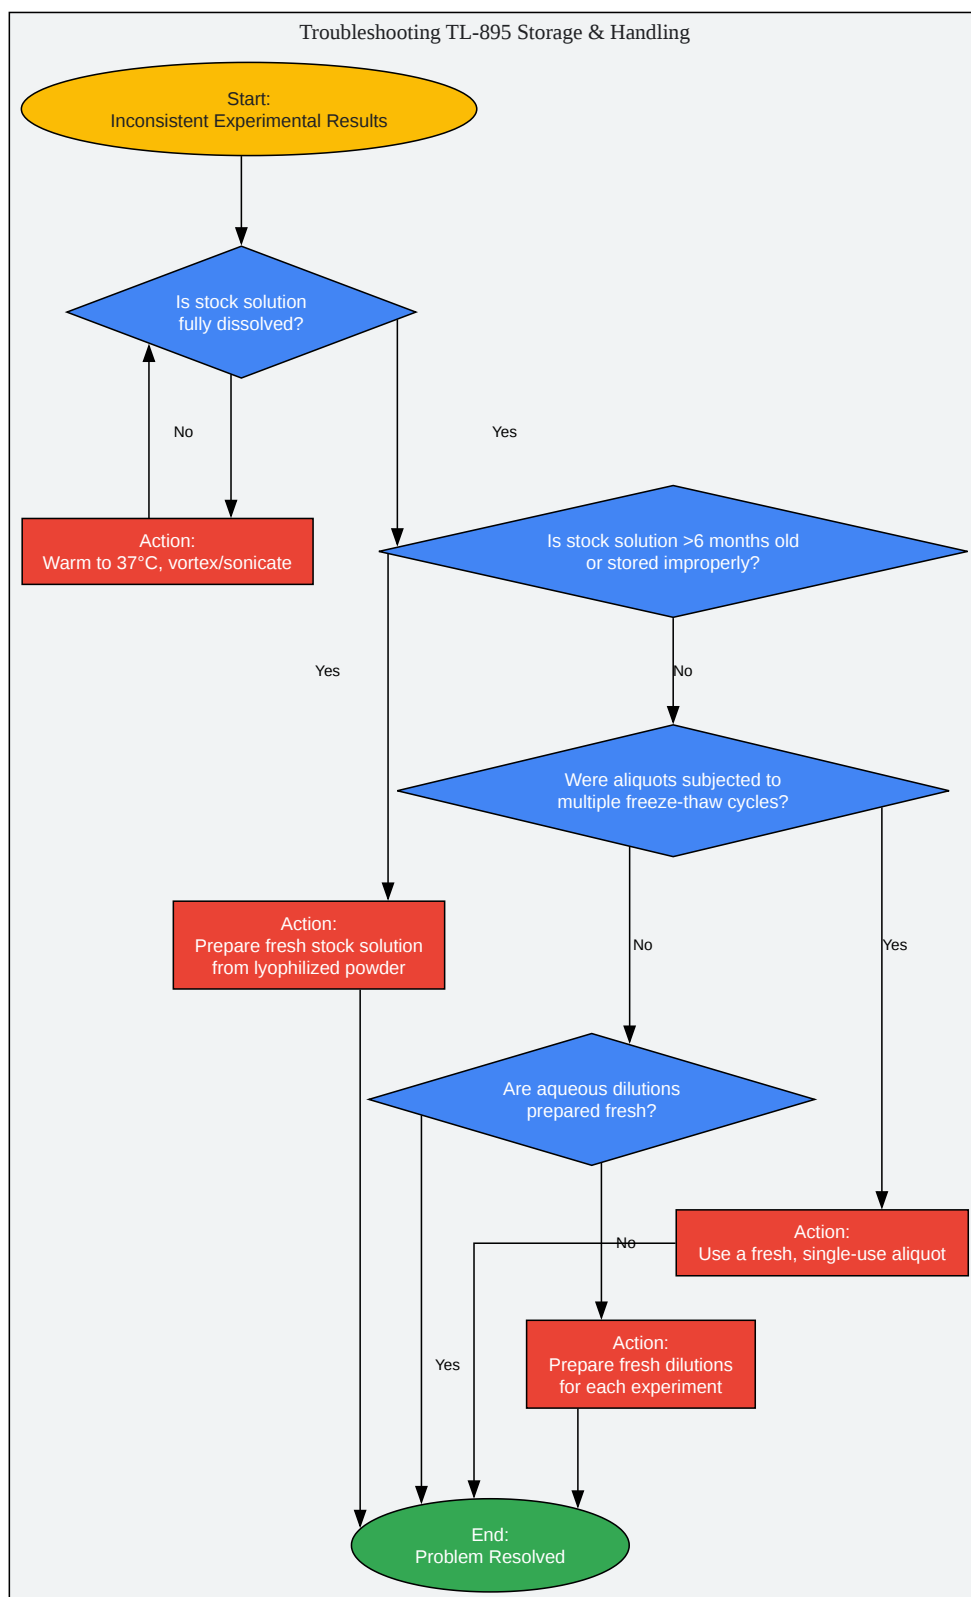 Troubleshooting TL-895 Storage & Handling
Start:
Inconsistent Experimental Results
Is stock solution
fully dissolved?
No
Yes
Action:
Warm to 37°C, vortex/sonicate
Is stock solution >6 months old
or stored improperly?
Yes
No
Were aliquots subjected to
multiple freeze-thaw cycles?
Action:
Prepare fresh stock solution
from lyophilized powder
No
Yes
Are aqueous dilutions
prepared fresh?
Action:
Use a fresh, single-use aliquot
No
Action:
Prepare fresh dilutions
for each experiment
Yes
End:
Problem Resolved